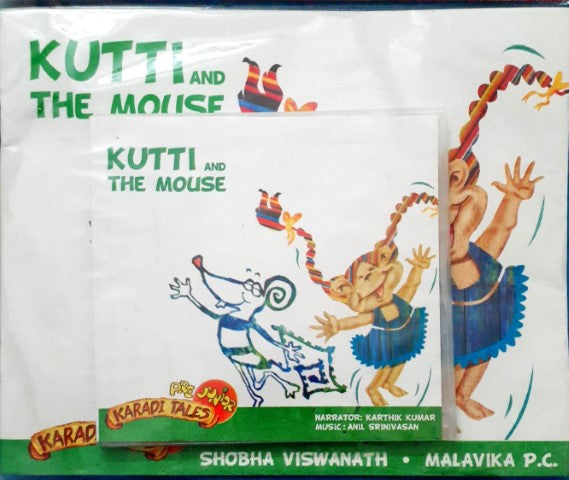 KUTTI AND
THE MOUSE
KUTTI AND
THE MOUSE
PRE JUNIOR
KARADI TALES
NARRATOR: KARTHIK KUMAR
MUSIC: ANIL SRINIVASAN
KARAD
SHOBHA VISWANATH • MALAVIKA P.C.